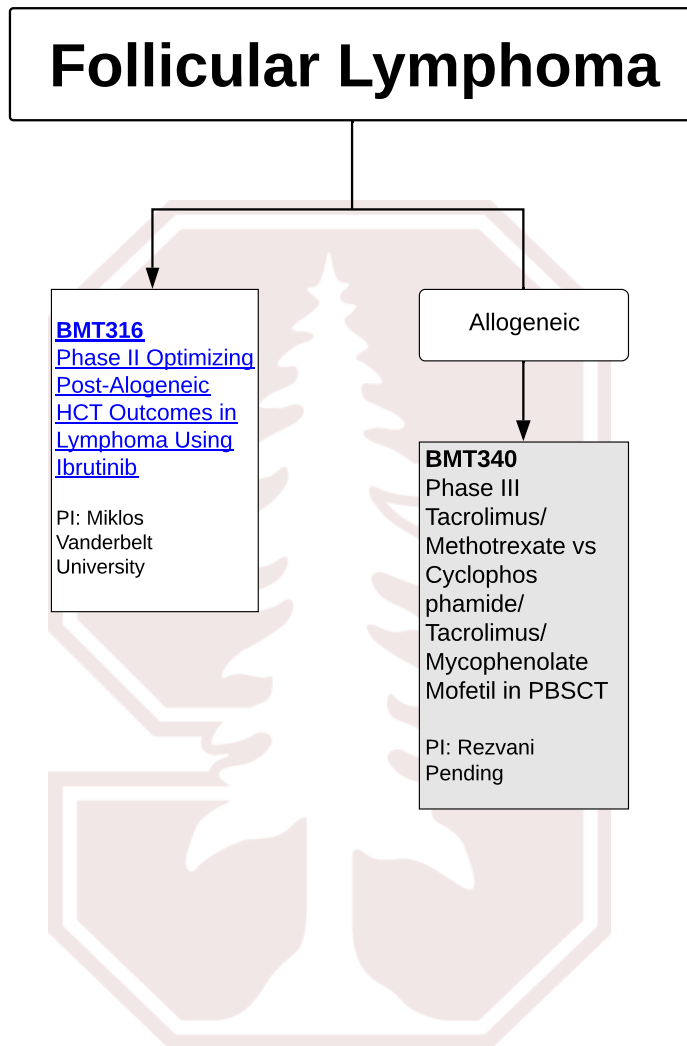 Follicular Lymphoma
BMT316
Phase II Optimizing
Post-Alogeneic
HCT Outcomes in
Lymphoma Using
Ibrutinib
PI: Miklos
Vanderbelt
University
Allogeneic
BMT340
Phase III
Tacrolimus/
Methotrexate vs
Cyclophos
phamide/
Tacrolimus/
Mycophenolate
Mofetil in PBSCT
PI: Rezvani
Pending